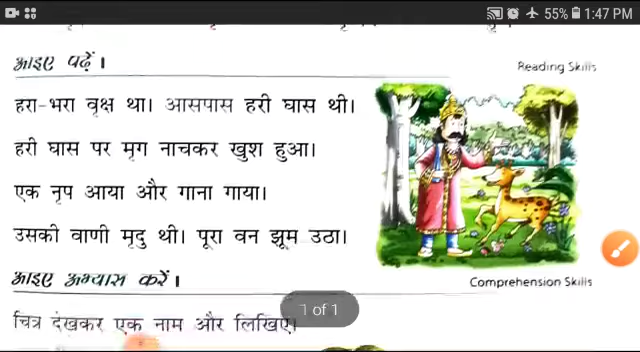 55% 1:47 PM
आइए पढ़ें।
Reading Skills
हरा-भरा वृक्ष था। आसपास हरी घास थी।
हरी घास पर मृग नाचकर खुश हुआ।
एक नृप आया और गाना गाया।
उसकी वाणी मृदु थी। पूरा वन झूम उठा।
आइए अभ्यास करें।
Comprehension Skills
1 of 1
चित्र देखकर एक नाम और लिखिए।